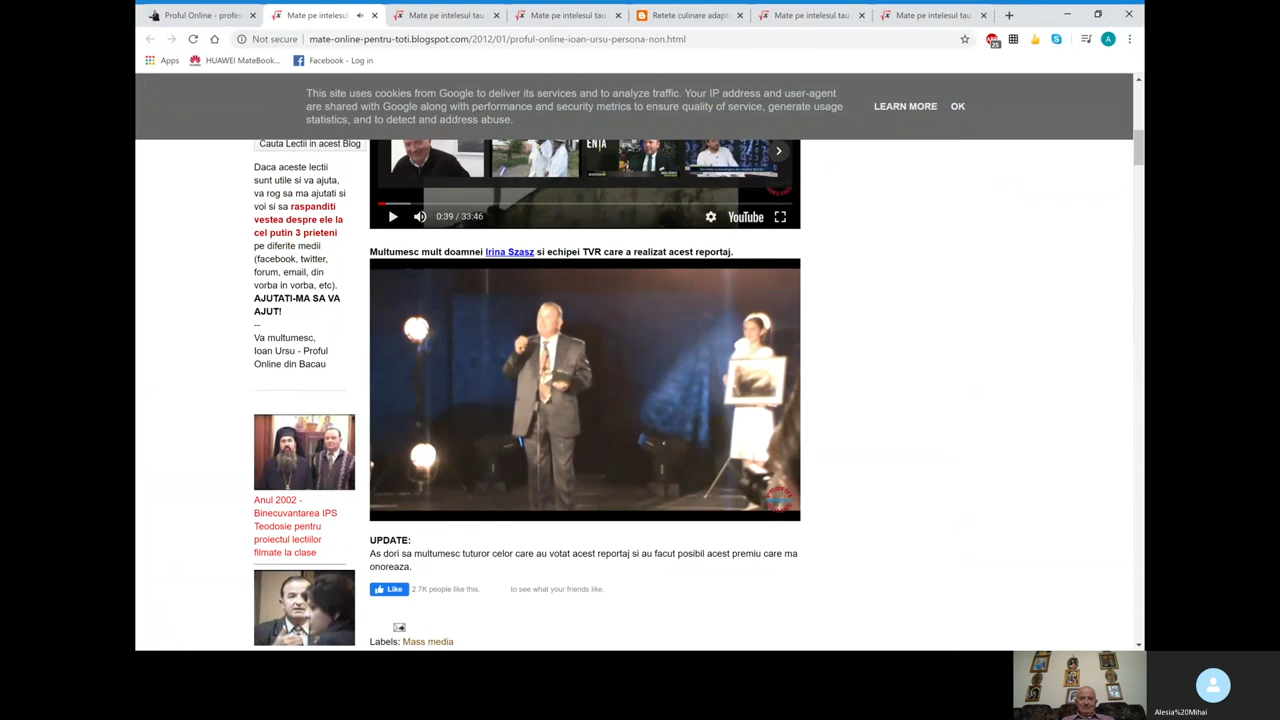 Proful Online - profes
Mate pe intelesul tau
Mate pe intelesul tau
Mate pe intelesul tau
Retete culinare adapta
Mate pe intelesul tau
Mate pe intelesul tau
Not secure
mate-online-pentru-toti.blogspot.com/2012/01/proful-online-ioan-ursu-persona-non.html
25
A
Apps
HUAWEI MateBook...
Facebook - Log in
This site uses cookies from Google to deliver its services and to analyze traffic. Your IP address and user-agent
are shared with Google along with performance and security metrics to ensure quality of service, generate usage
statistics, and to detect and address abuse.
LEARN MORE
OK
Cauta Lectii in acest Blog
Daca aceste lectii
sunt utile si va ajuta,
va rog sa ma ajutati si
voi si sa raspanditi
vestea despre ele la
cel putin 3 prieteni
pe diferite medii
(facebook, twitter,
forum, email, din
vorba in vorba, etc).
AJUTATI-MA SA VA
AJUT!
--
Va multumesc,
Ioan Ursu - Proful
Online din Bacau
Anul 2002 -
Binecuvantarea IPS
Teodosie pentru
proiectul lectiilor
filmate la clase
ENIA
0:39 / 33:46
YouTube
Multumesc mult doamnei Irina Szasz si echipei TVR care a realizat acest reportaj.
UPDATE:
As dori sa multumesc tuturor celor care au votat acest reportaj si au facut posibil acest premiu care ma
onoreaza.
Like
2.7K people like this.
to see what your friends like.
Labels: Mass media
Alesia%20Mihai